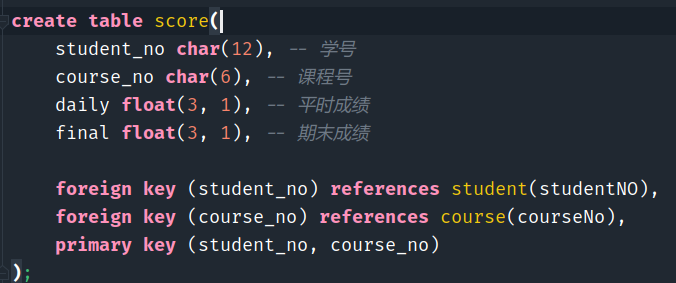 create table score(
    student_no char(12), -- 学号
    course_no char(6), -- 课程号
    daily float(3, 1), -- 平时成绩
    final float(3, 1), -- 期末成绩

    foreign key (student_no) references student(studentNO),
    foreign key (course_no) references course(courseNo),
    primary key (student_no, course_no)
);